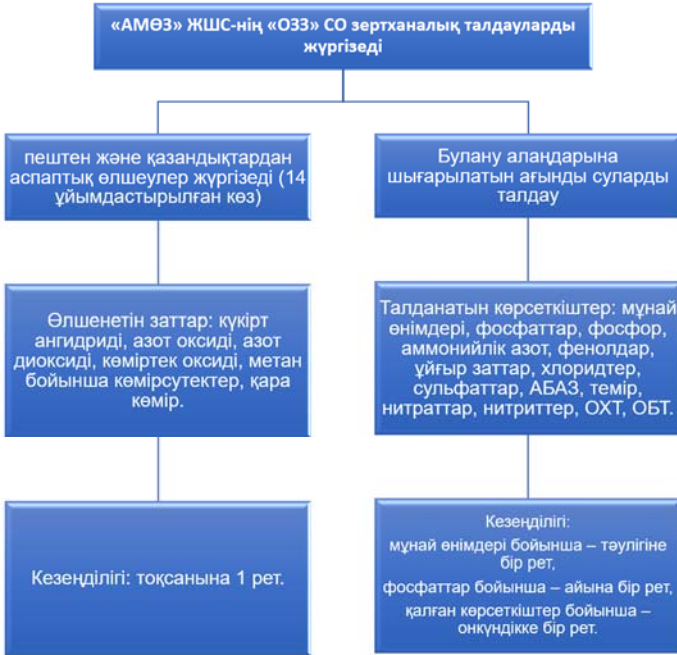 «АМӨЗ» ЖШС-нің «ОЗЗ» СО зертханалық талдауларды
жүргізеді
пештен және қазандықтардан
аспаптық өлшеулер жүргізеді (14
ұйымдастырылған көз)
Өлшенетін заттар: күкірт
ангидриді, азот оксиді, азот
диоксиді, көміртек оксиді, метан
бойынша көмірсутектер, қара
көмір.
Кезеңділігі: тоқсанына 1 рет.
Булану алаңдарына
шығарылатын ағынды суларды
талдау
Талданатын көрсеткіштер: мұнай
өнімдері, фосфаттар, фосфор,
аммонийлік азот, фенолдар,
ұйғыр заттар, хлоридтер,
сульфаттар, АБАЗ, темір,
нитраттар, нитриттер, ОХТ, ОБТ.
Кезеңділігі:
мұнай өнімдері бойынша – тәулігіне
бір рет,
фосфаттар бойынша – айына бір рет,
қалған көрсеткіштер бойынша –
онкүндікке бір рет.